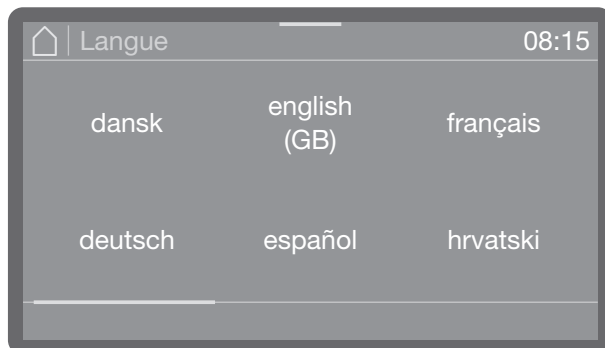 Langue
08:15
dansk
english
(GB)
français
deutsch
español
hrvatski